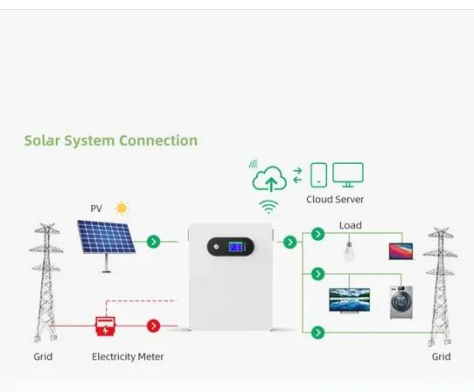 Solar System Connection
Cloud Server
PV
Load
Grid
Electricity Meter
Grid